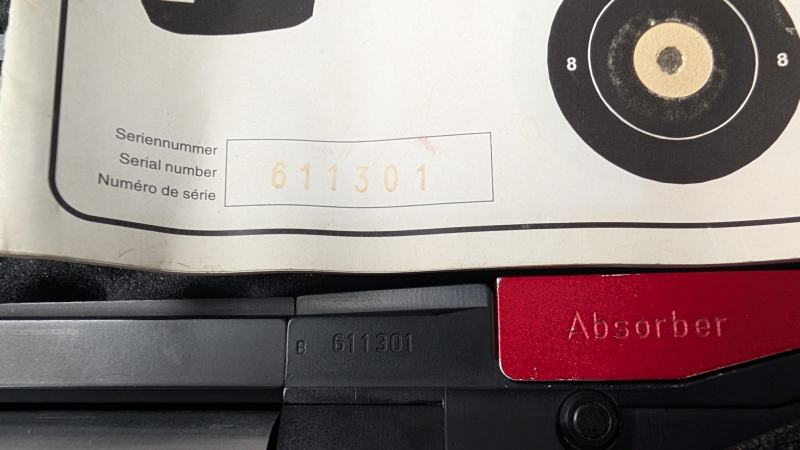 8 8
Seriennummer
Serial number
Numéro de série
611301
B 611301
Absorber